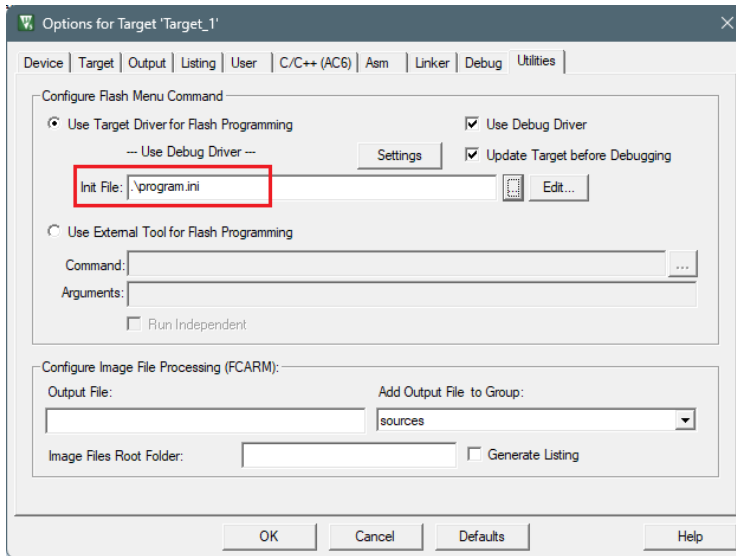 Options for Target 'Target_1'
Device Target Output Listing User C/C++ (AC6) Asm Linker Debug Utilities
Configure Flash Menu Command
Use Target Driver for Flash Programming Use Debug Driver
--- Use Debug Driver --- Settings Update Target before Debugging
Init File: .\program.ini ... Edit...
Use External Tool for Flash Programming
Command: ...
Arguments:
Run Independent
Configure Image File Processing (FCARM):
Output File: Add Output File to Group:
sources
Image Files Root Folder: Generate Listing
OK Cancel Defaults Help